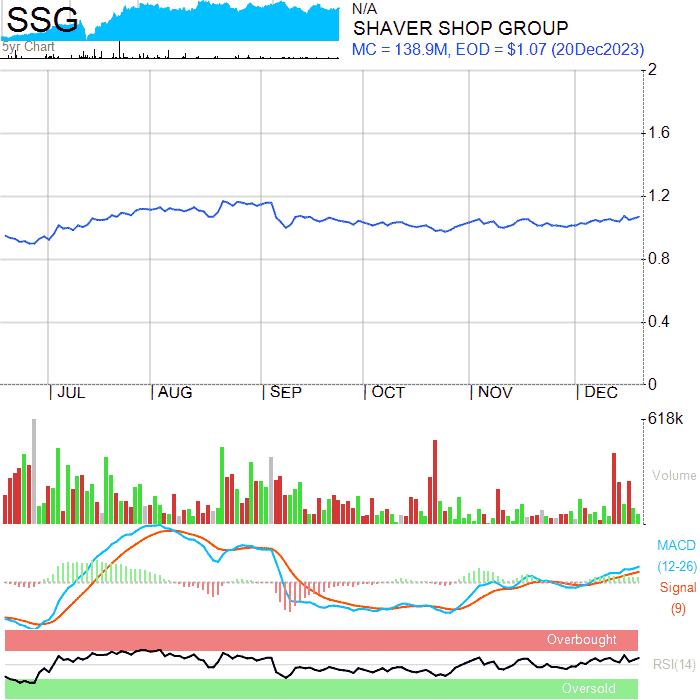 SSG
5yr Chart
N/A
SHAVER SHOP GROUP
MC = 138.9M, EOD = $1.07 (20Dec2023)
2
1.6
1.2
0.8
0.4
0
JUL AUG SEP OCT NOV DEC
618k
Volume
MACD
(12-26)
Signal
(9)
Overbought
RSI(14)
Oversold